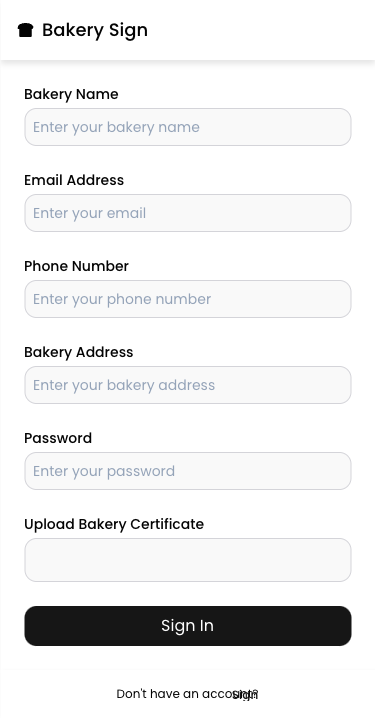 ☎ Bakery Sign
Bakery Name
Enter your bakery name
Email Address
Enter your email
Phone Number
Enter your phone number
Bakery Address
Enter your bakery address
Password
Enter your password
Upload Bakery Certificate
Sign In
Don't have an account?